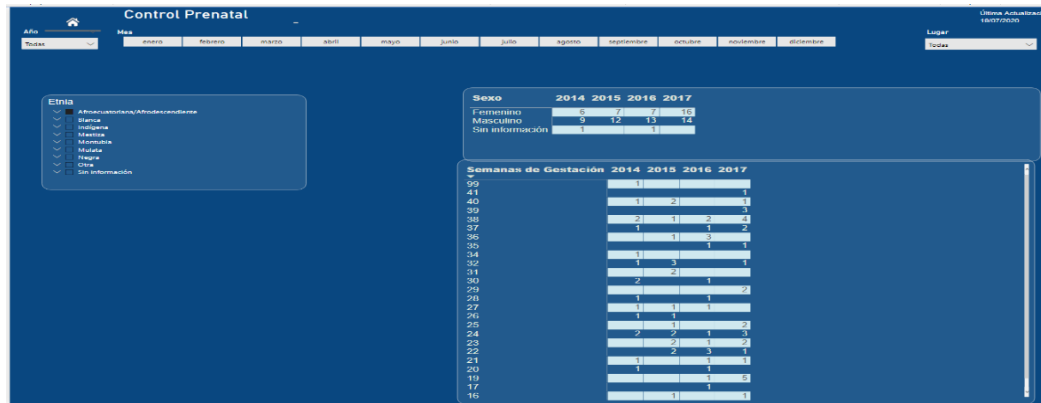 Control Prenatal
Última Actualizac
18/07/2020
Año
Mes
Lugar
Todas
enero febrero marzo abril mayo junio julio agosto septiembre octubre noviembre diciembre
Todas
Etnia
Afroecuatoriano/Afrodescendiente
Blanca
Indígena
Mestiza
Montubia
Mulata
Negra
Otra
Sin información
Sexo 2014 2015 2016 2017
Femenino 6 7 7 16
Masculino 9 12 13 14
Sin información 1 1
Semanas de Gestación 2014 2015 2016 2017
99 1
41 1
40 1 2 1
39 3
38 2 1 2 4
37 1 1 2
36 1 3
35 1 1
34 1
32 1 3 1
31 2
30 2 1
29 2
28 1 1
27 1 1 1
26 1 1
25 1 2
24 2 2 1 3
23 2 1 2
22 2 3 1
21 1 1 1
20 1 1
19 1 5
17 1
16 1 1